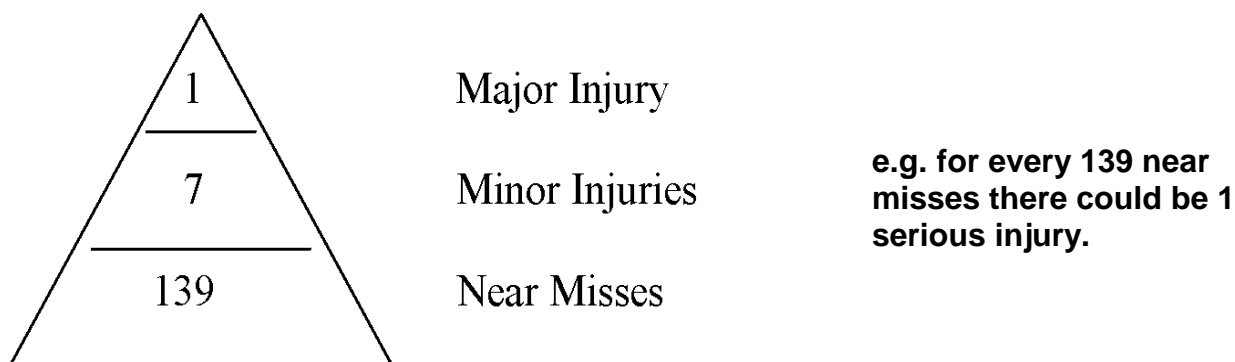 1 Major Injury
7 Minor Injuries
139 Near Misses
e.g. for every 139 near
misses there could be 1
serious injury.